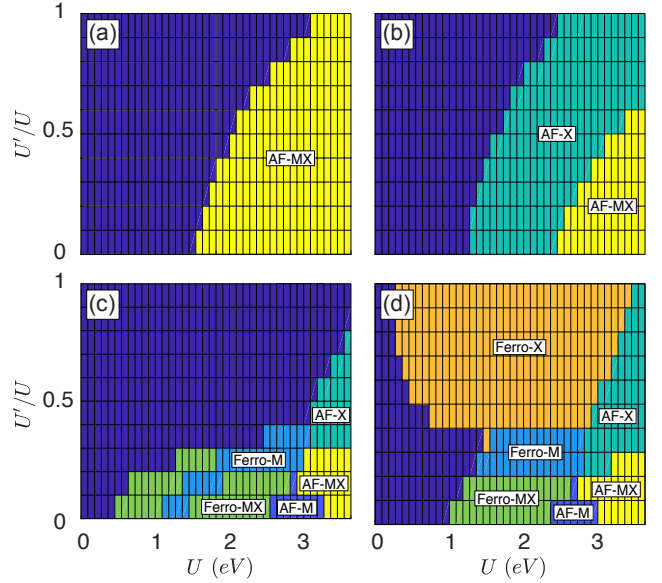 (a)
(b)
1
U'/U
0.5
0
AF-MX
AF-X
AF-MX
(c)
(d)
1
U'/U
0.5
0
AF-X
Ferro-M
AF-MX
Ferro-MX
AF-M
Ferro-X
AF-X
Ferro-M
AF-MX
Ferro-MX
AF-M
0 1 2 3
0 1 2 3
U (eV)
U (eV)